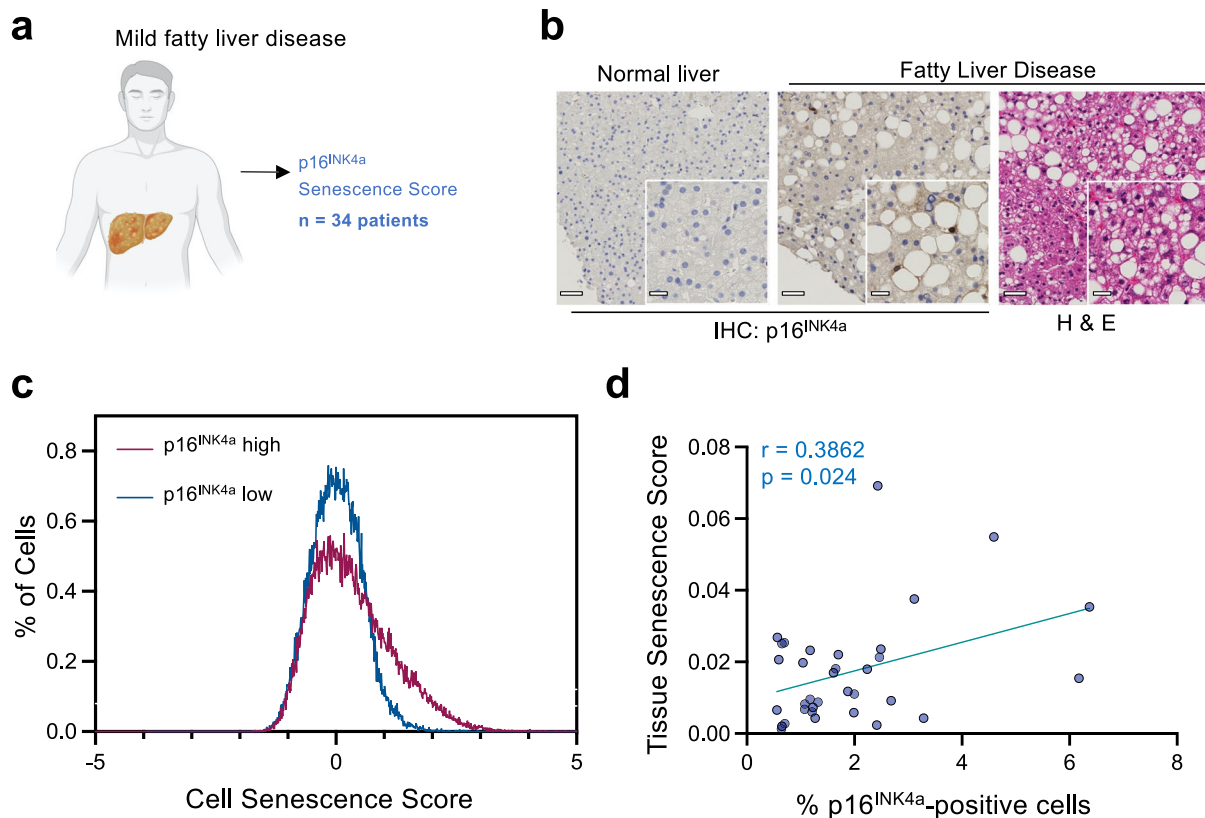 a
Mild fatty liver disease
p16INK4a
Senescence Score
n = 34 patients
b
Normal liver
Fatty Liver Disease
IHC: p16INK4a
H & E
c
p16INK4a high
p16INK4a low
0.8
0.6
0.4
0.2
0.0
-5
0
5
% of Cells
Cell Senescence Score
d
r = 0.3862
p = 0.024
0.08
0.06
0.04
0.02
0.00
0
2
4
6
8
Tissue Senescence Score
% p16INK4a-positive cells